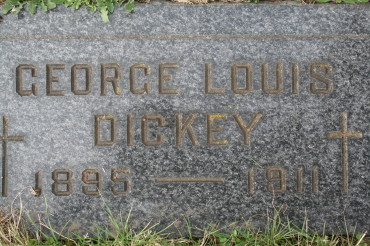 GEORGE LOUIS
DICKEY
1895 — 1911